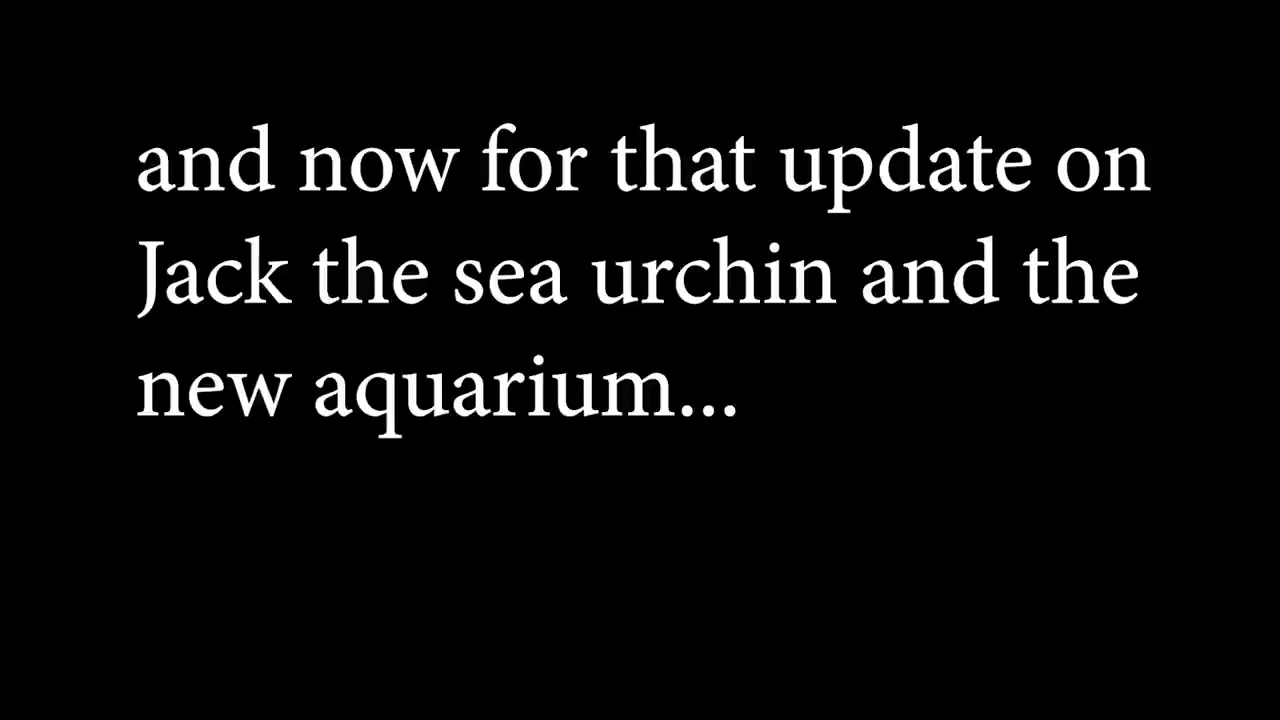 and now for that update on
Jack the sea urchin and the
new aquarium...